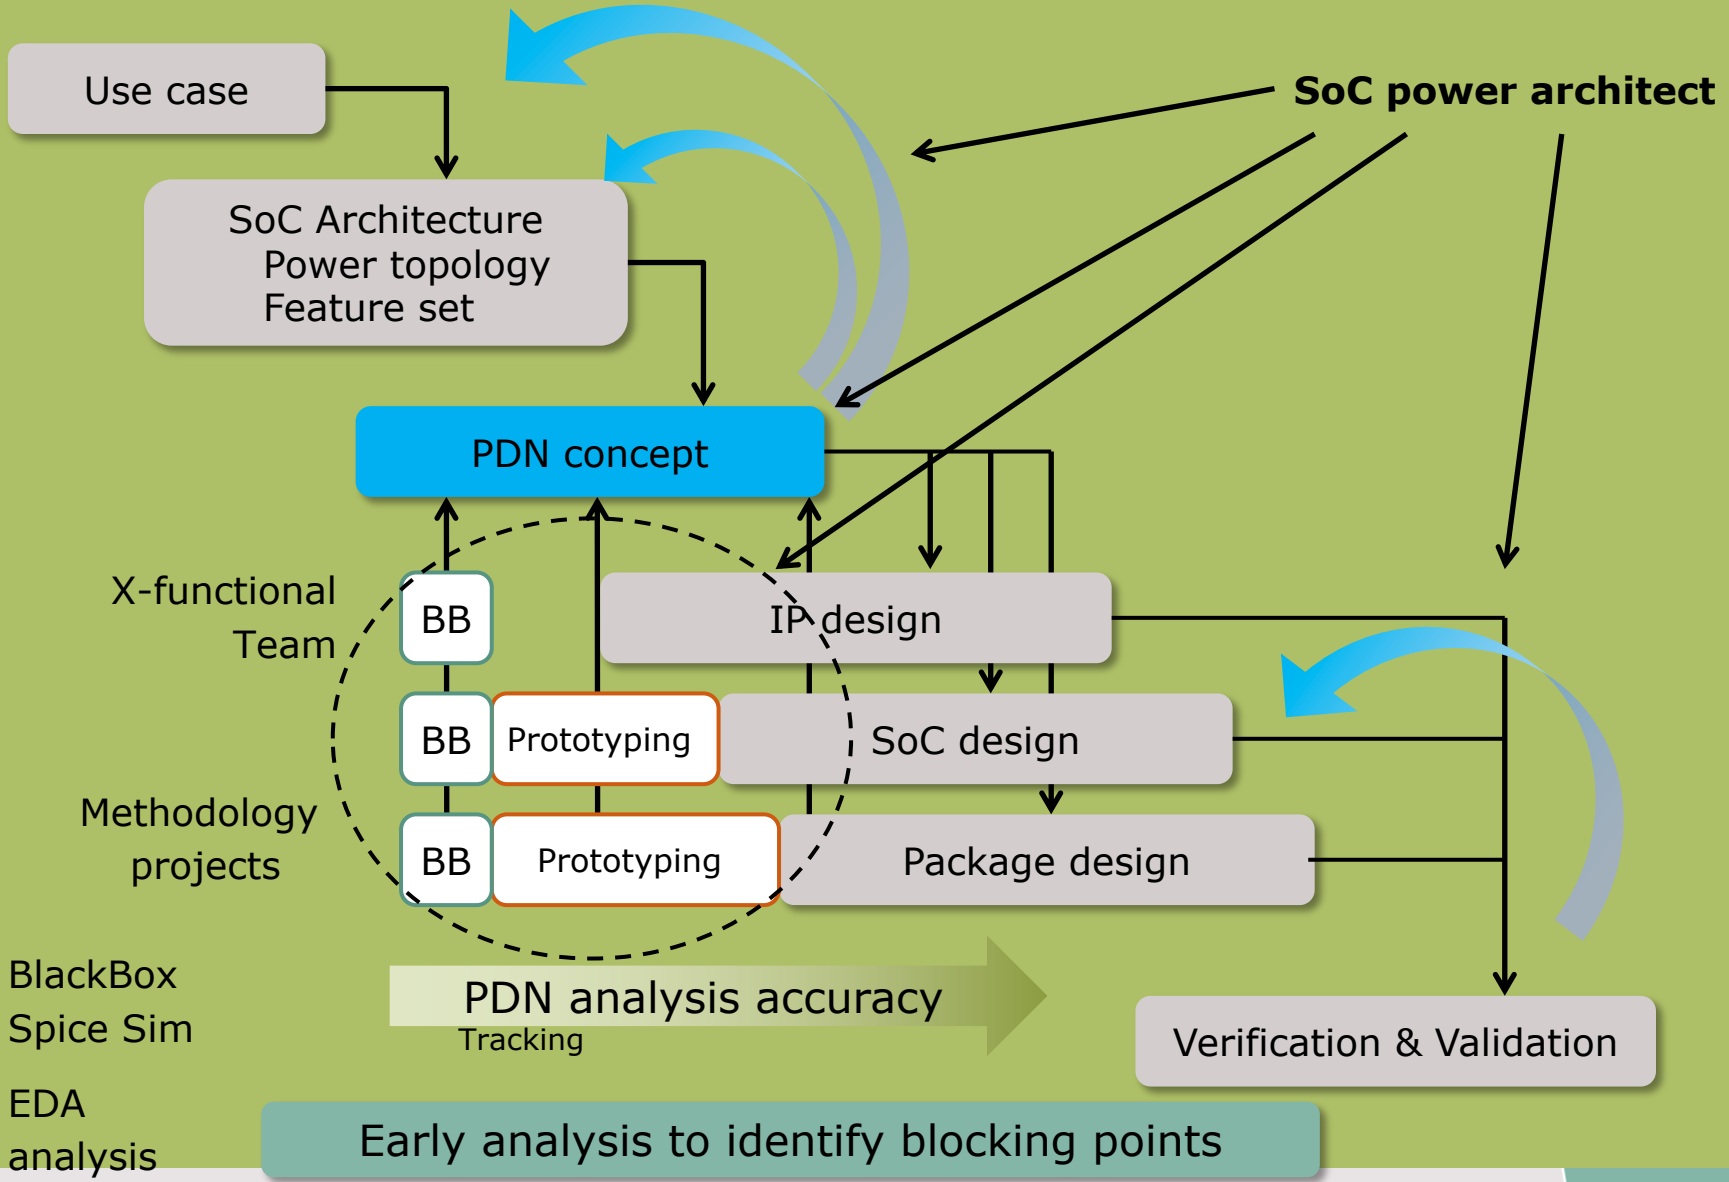 Use case
SoC power architect
SoC Architecture
Power topology
Feature set
PDN concept
X-functional
Team
BB
IP design
BB
Prototyping
SoC design
Methodology
projects
BB
Prototyping
Package design
BlackBox
Spice Sim
PDN analysis accuracy
Tracking
Verification & Validation
EDA
analysis
Early analysis to identify blocking points